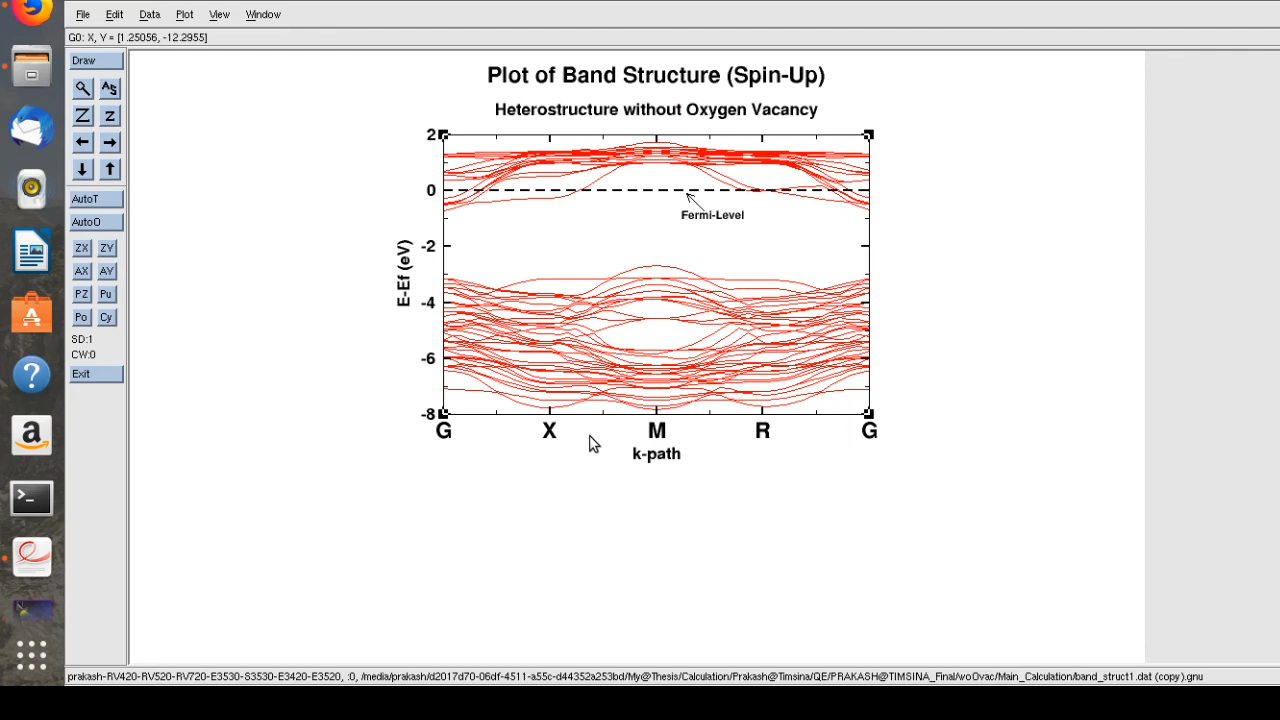 File Edit Data Plot View Window
G0: X, Y = [1.25056, -12.2955]
Draw
AS
Z z
AutoT
AutoO
ZX ZY
AX AY
PZ Pu
Po Cy
SD:1
CW:0
Exit
Plot of Band Structure (Spin-Up)
Heterostructure without Oxygen Vacancy
2
0
-2
-4
-6
-8
E-Ef (eV)
Fermi-Level
G X M R G
k-path
prakash-RV420-RV520-RV720-E3530-S3530-E3420-E3520, :0, /media/prakash/d2017d70-06df-4511-a55c-d44352a253bd/My@Thesis/Calculation/Prakash@Timsina/QE/PRAKASH@TIMSINA_Final/woOvac/Main_Calculation/band_struct1.dat (copy).gnu